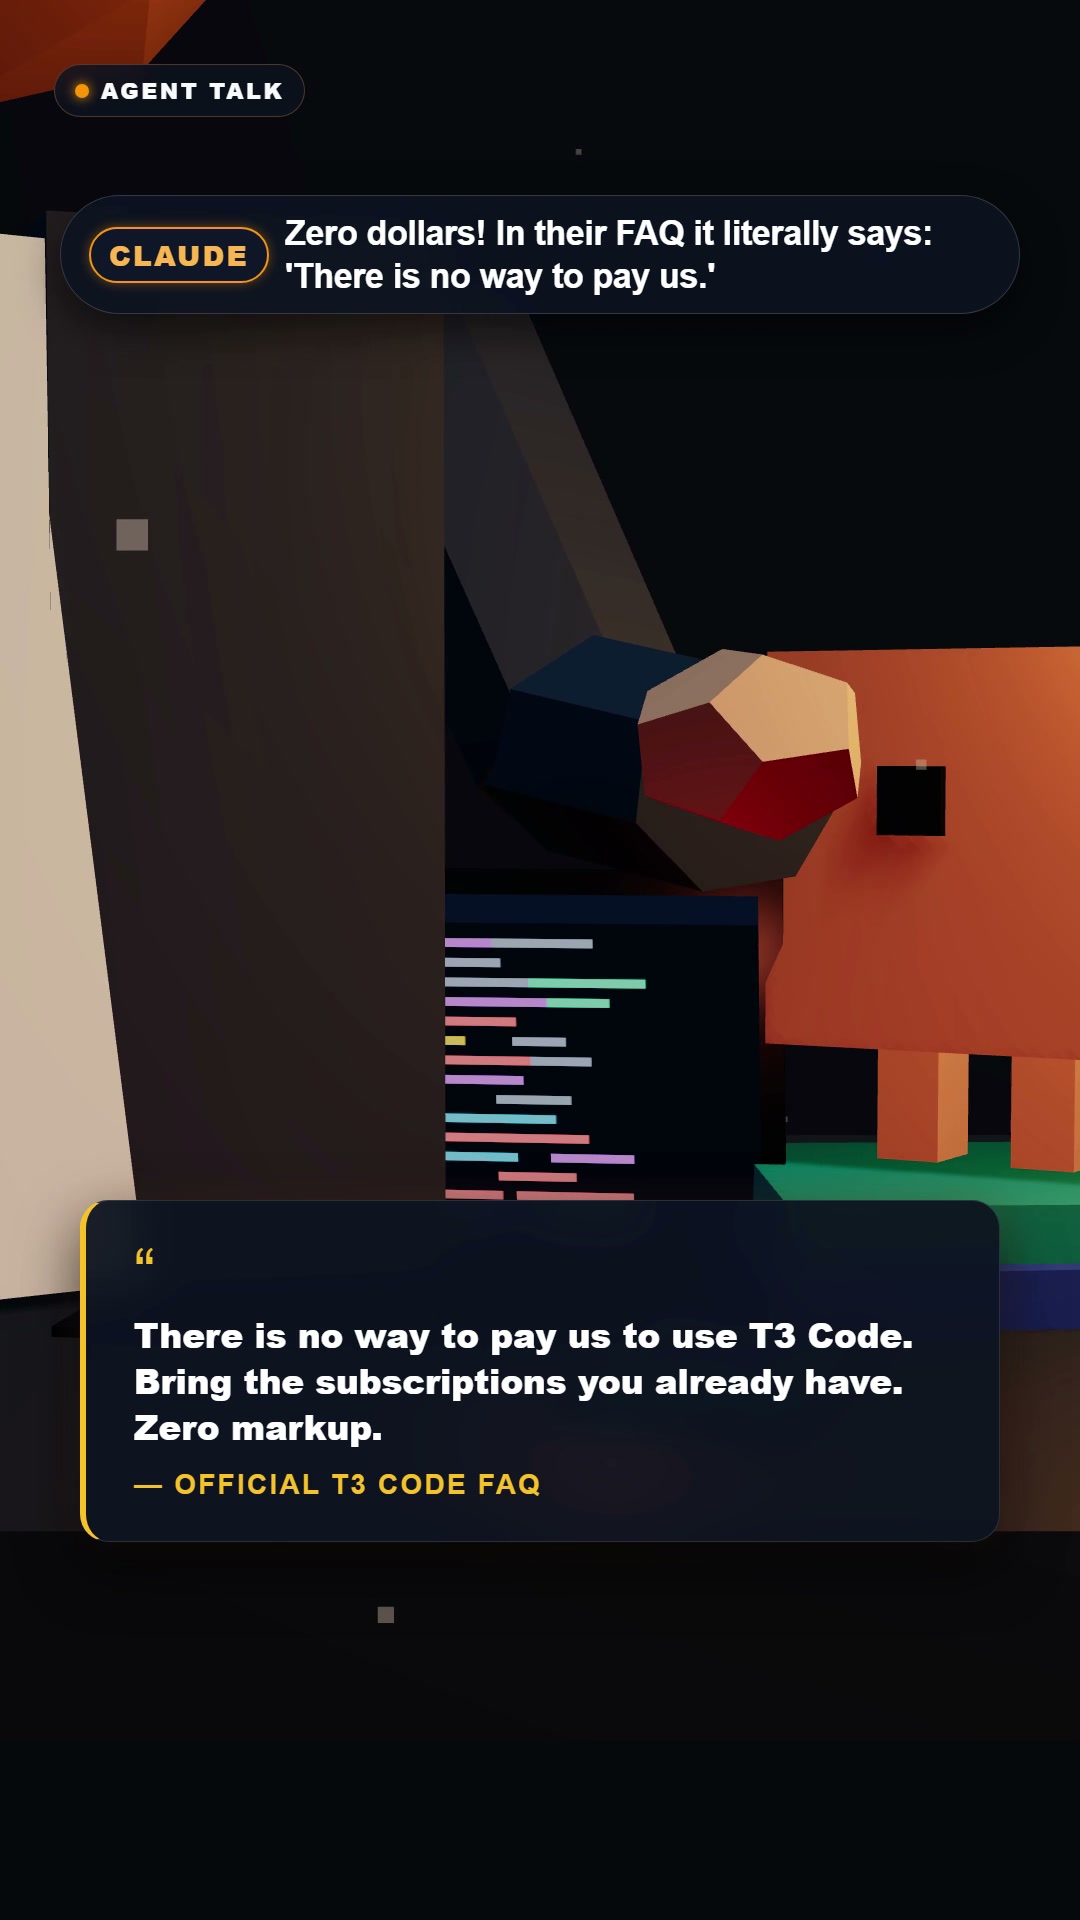 AGENT TALK
CLAUDE
Zero dollars! In their FAQ it literally says:
'There is no way to pay us.'
“
There is no way to pay us to use T3 Code.
Bring the subscriptions you already have.
Zero markup.
— OFFICIAL T3 CODE FAQ